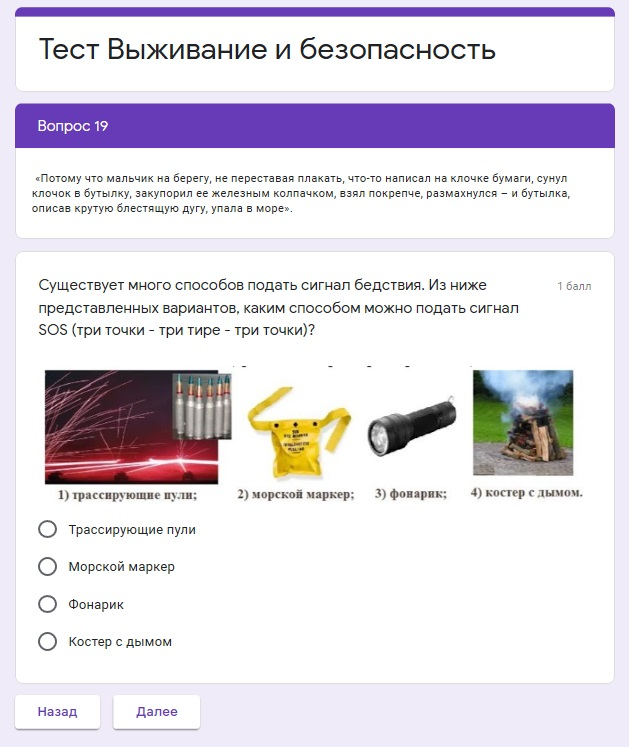 Тест Выживание и безопасность
Вопрос 19
«Потому что мальчик на берегу, не переставая плакать, что-то написал на клочке бумаги, сунул
клочок в бутылку, закупорил ее железным колпачком, взял покрепче, размахнулся – и бутылка,
описав крутую блестящую дугу, упала в море».
Существует много способов подать сигнал бедствия. Из ниже
представленных вариантов, каким способом можно подать сигнал
SOS (три точки - три тире - три точки)?
1 балл
1) трассирующие пули;
2) морской маркер;
3) фонарик;
4) костер с дымом.
Трассирующие пули
Морской маркер
Фонарик
Костер с дымом
Назад
Далее